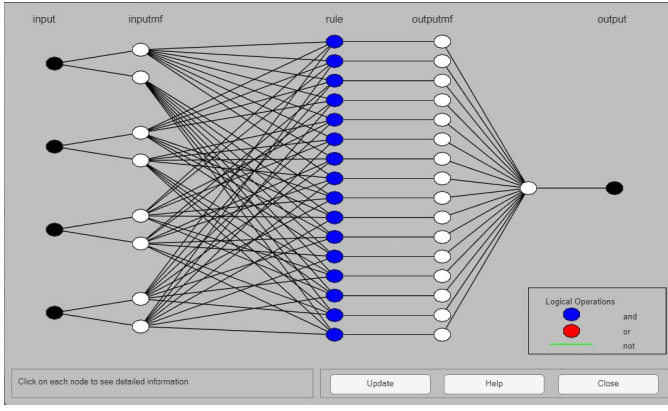 input inputmf rule outputmf output
Logical Operations
and
or
not
Click on each node to see detailed information
Update Help Close